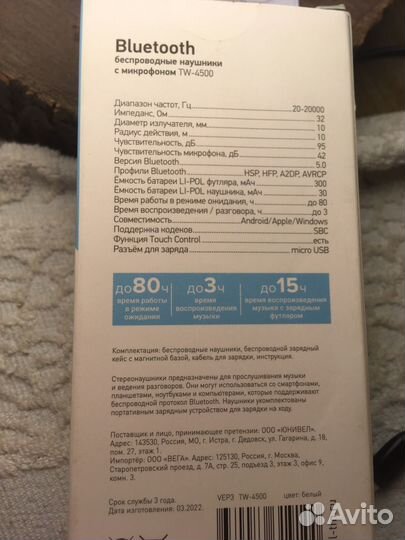 Bluetooth
беспроводные наушники
с микрофоном TW-4500
Диапазон частот, Гц 20-20000
Импеданс, Ом 32
Диаметр излучателя, мм 10
Радиус действия, м 10
Чувствительность, дБ 95
Чувствительность микрофона, дБ 42
Версия Bluetooth 5.0
Профили Bluetooth HSP, HFP, A2DP, AVRCP
Ёмкость батареи LI-POL футляра, мАч 300
Ёмкость батареи LI-POL наушника, мАч 30
Время работы в режиме ожидания, ч до 80
Время воспроизведения / разговора, ч до 3
Совместимость Android/Apple/Windows
Поддержка кодеков SBC
Функция Touch Control есть
Разъём для заряда micro USB
до 80 ч до 3 ч до 15 ч
время работы время время воспроизведения
в режиме воспроизведения музыки с зарядным
ожидания музыки футляром
Комплектация: беспроводные наушники, беспроводной зарядный
кейс с магнитной базой, кабель для зарядки, инструкция.
Стереонаушники предназначены для прослушивания музыки
и ведения разговоров. Они могут использоваться со смартфонами,
планшетами, ноутбуками и компьютерами, которые поддерживают
беспроводной протокол Bluetooth. Наушники укомплектованы
портативным зарядным устройством для зарядки на ходу.
Поставщик и лицо, принимающее претензии: ООО «ЮНИВЕЛ».
Адрес: 143530, Россия, МО, г. Истра, г. Дедовск, ул. Гагарина, д. 18,
пом. 27, этаж 1.
Импортёр: ООО «ВЕГА». Адрес: 125130, Россия, г. Москва,
Старопетровский проезд, д. 7А, стр. 25, подъезд 3, этаж 3, офис 9,
комн. 3.
Срок службы 3 года. VEP3 TW-4500 цвет: белый
Дата изготовления: 03.2022.
Avito